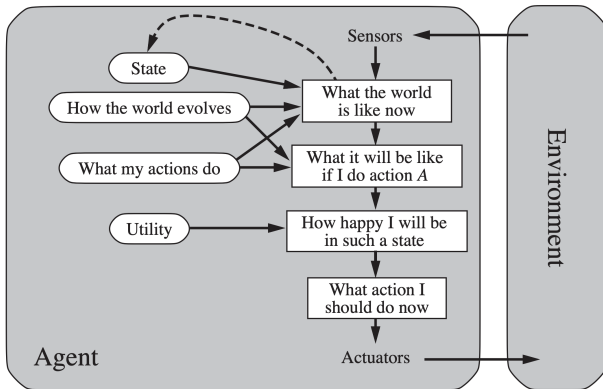 Sensors
State
How the world evolves
What the world
is like now
What my actions do
What it will be like
if I do action A
Utility
How happy I will be
in such a state
What action I
should do now
Agent
Actuators
Environment